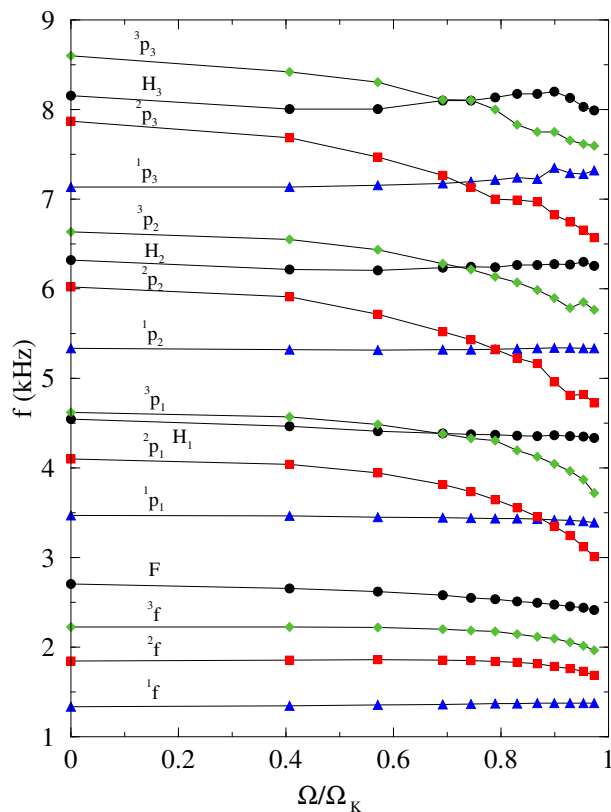 9
³p₃
H₃
8
²p₃
¹p₃
7
³p₂
H₂
6
²p₂
¹p₂
f (kHz)
5
³p₁
H₁
²p₁
4
¹p₁
3
F
³f
2
²f
¹f
1
0 0.2 0.4 0.6 0.8 1
Ω/Ω_K